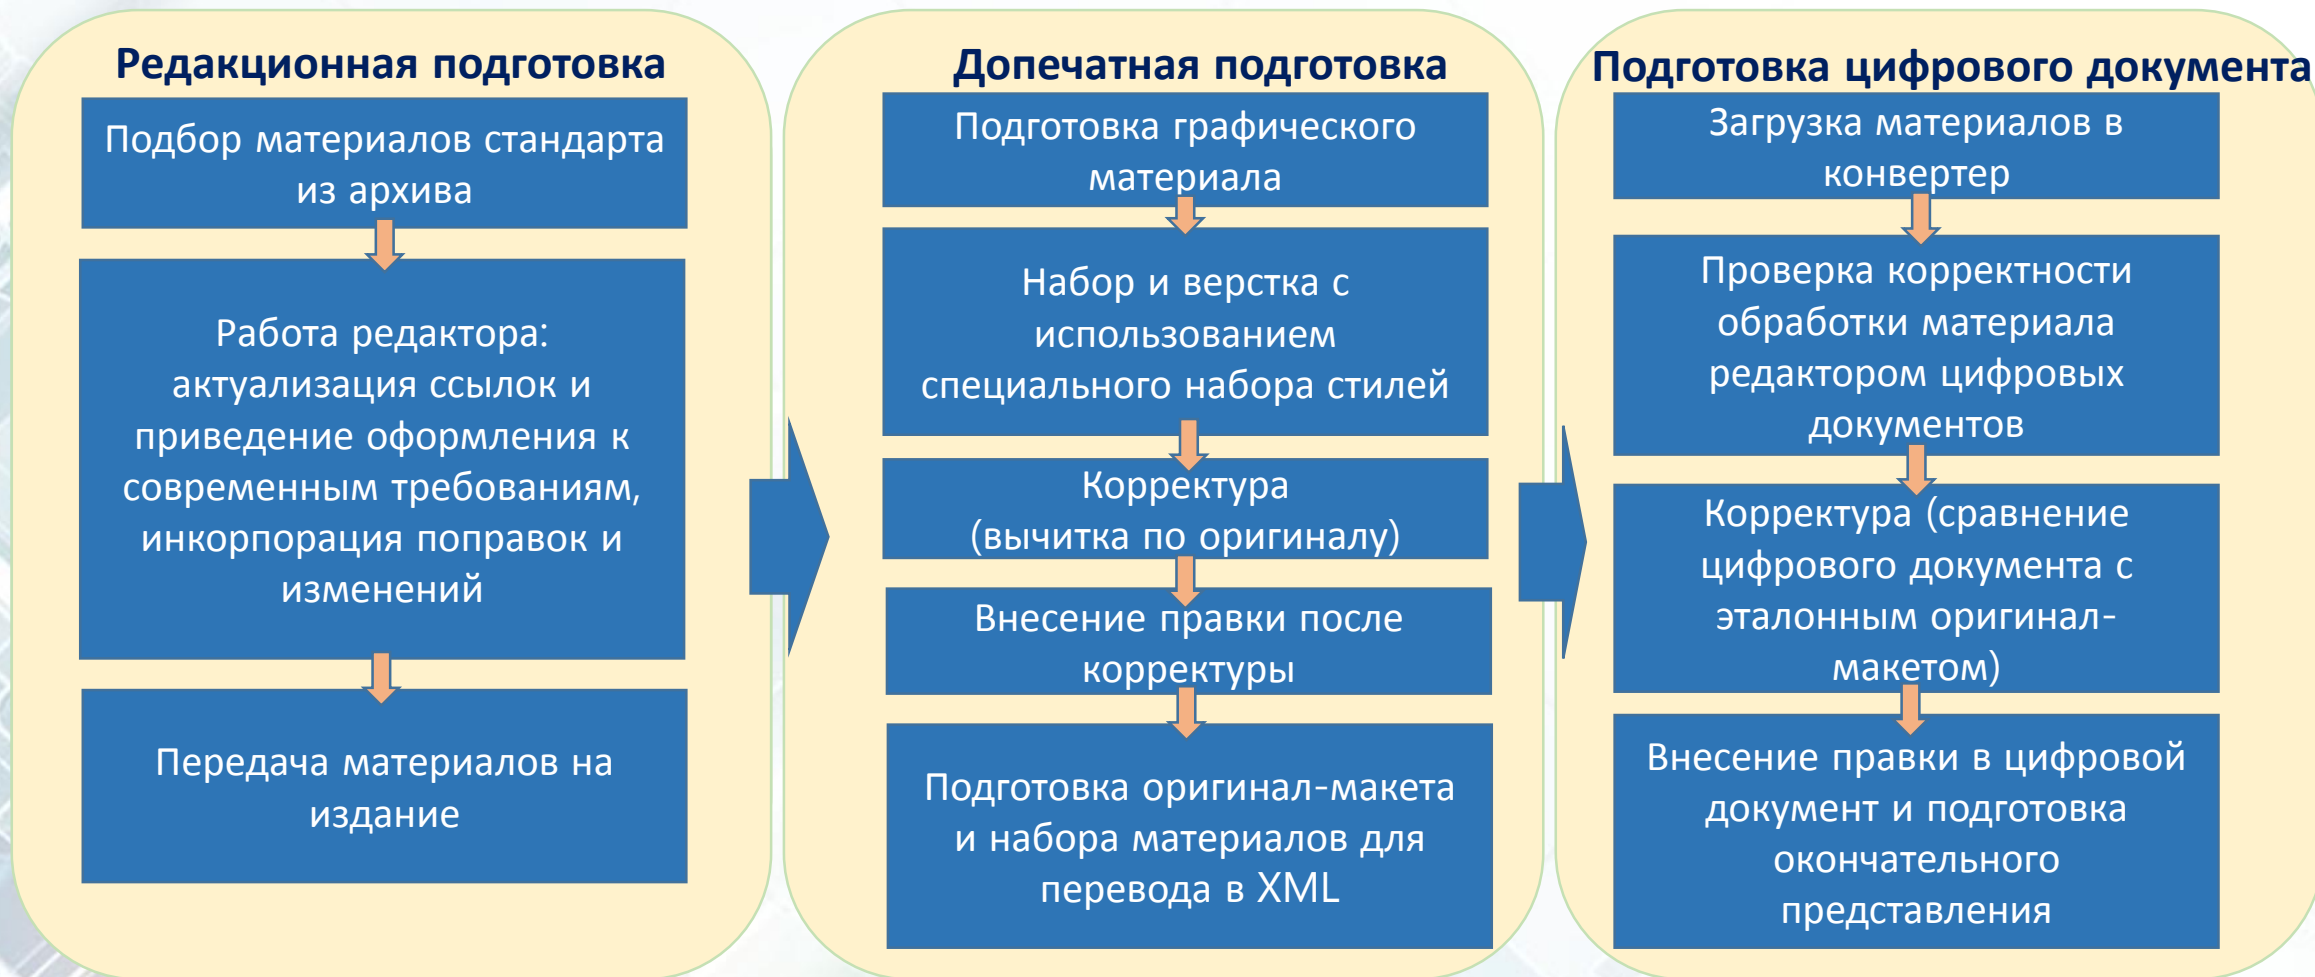 Редакционная подготовка
Подбор материалов стандарта
из архива
Работа редактора:
актуализация ссылок и
приведение оформления к
современным требованиям,
инкорпорация поправок и
изменений
Передача материалов на
издание
Допечатная подготовка
Подготовка графического
материала
Набор и верстка с
использованием
специального набора стилей
Корректура
(вычитка по оригиналу)
Внесение правки после
корректуры
Подготовка оригинал-макета
и набора материалов для
перевода в XML
Подготовка цифрового документа
Загрузка материалов в
конвертер
Проверка корректности
обработки материала
редактором цифровых
документов
Корректура (сравнение
цифрового документа с
эталонным оригинал-
макетом)
Внесение правки в цифровой
документ и подготовка
окончательного
представления